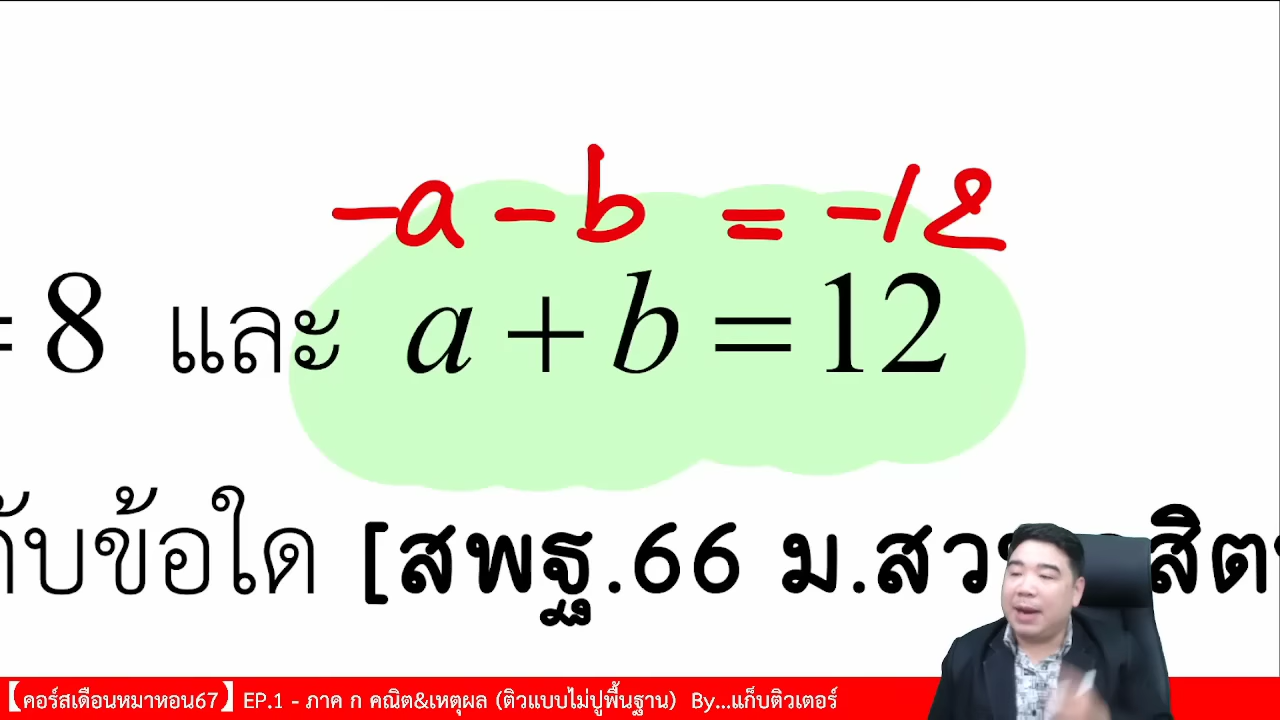 -a - b = -12
= 8 และ a + b = 12
กับข้อใด [สพฐ.66 ม.สว
【คอร์สเดือนหมาหอน67】 EP.1 - ภาค ก คณิต&เหตุผล (ติวแบบไม่ปูพื้นฐาน) By...แก็บติวเตอร์